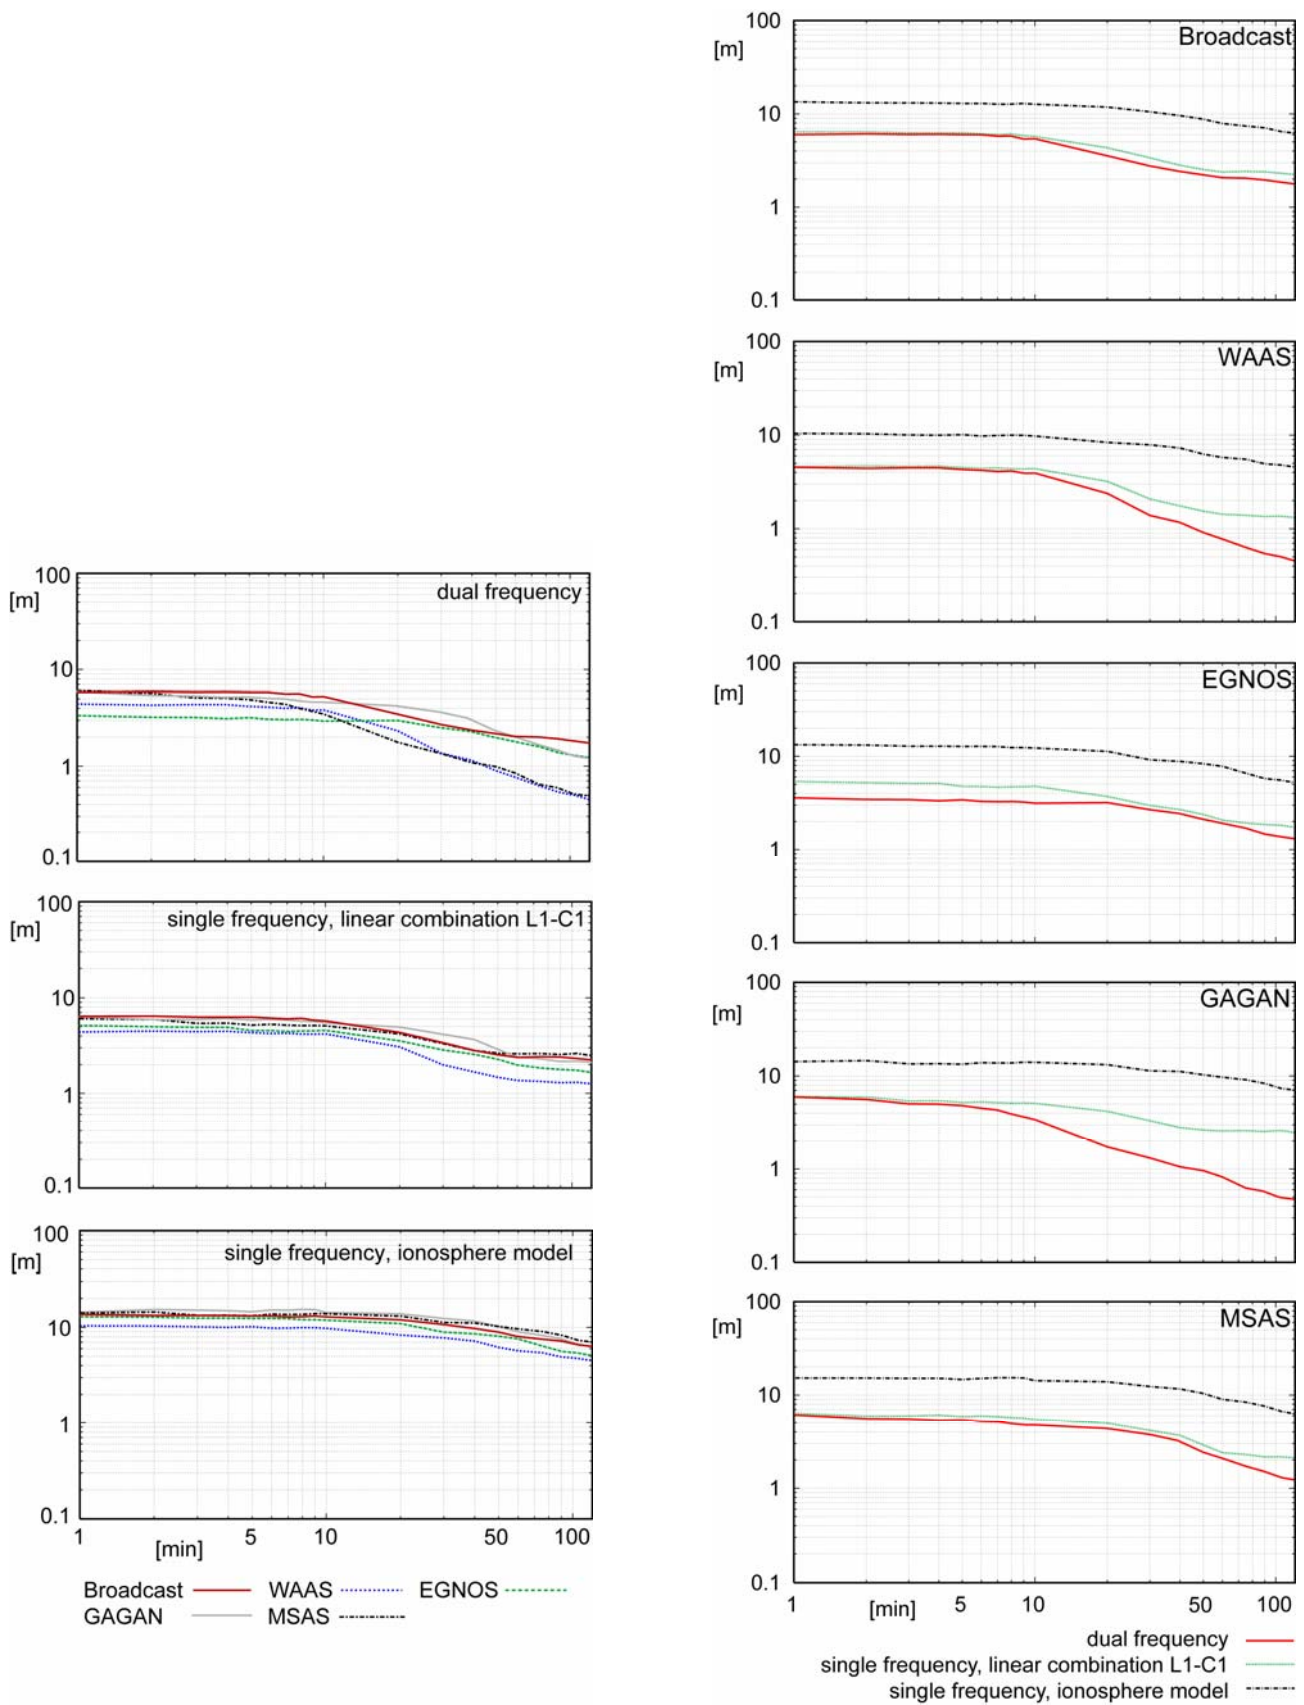 100
[m]
dual frequency
10
1
0.1
100
[m]
single frequency, linear combination L1-C1
10
1
0.1
100
[m]
single frequency, ionosphere model
10
1
0.1
1 [min] 5 10 50 100
Broadcast WAAS EGNOS
GAGAN MSAS
100
[m]
Broadcast
10
1
0.1
100
[m]
WAAS
10
1
0.1
100
[m]
EGNOS
10
1
0.1
100
[m]
GAGAN
10
1
0.1
100
[m]
MSAS
10
1
0.1
1 [min] 5 10 50 100
dual frequency
single frequency, linear combination L1-C1
single frequency, ionosphere model